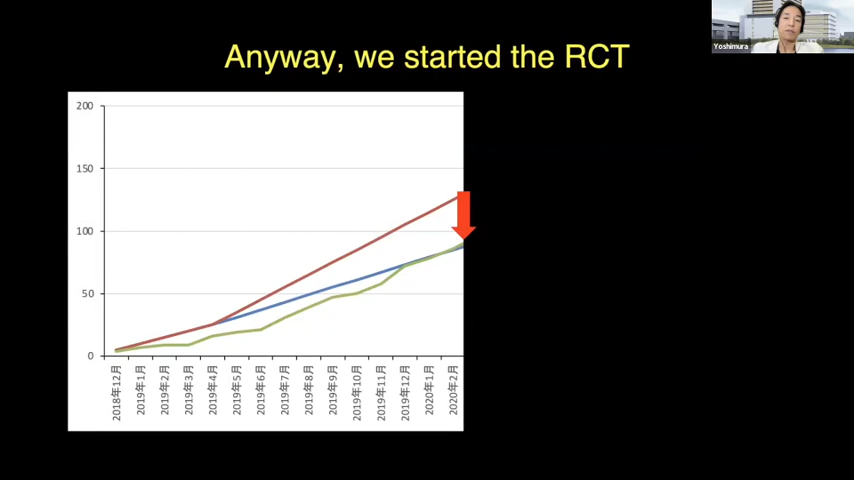 Anyway, we started the RCT
Yoshimura
200
150
100
50
0
2018年12月
2019年1月
2019年2月
2019年3月
2019年4月
2019年5月
2019年6月
2019年7月
2019年8月
2019年9月
2019年10月
2019年11月
2019年12月
2020年1月
2020年2月